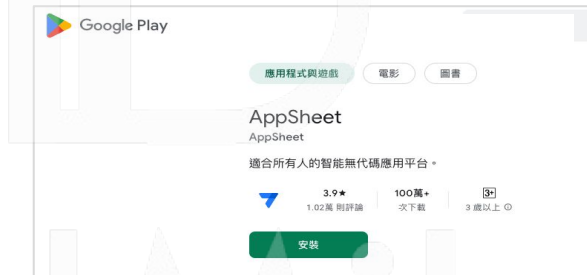 Google Play
應用程式與遊戲 電影 圖書
AppSheet
AppSheet
適合所有人的智能無代碼應用平台。
3.9★ 100萬+ 3+
1.02萬 則評論 次下載 3 歲以上
安裝